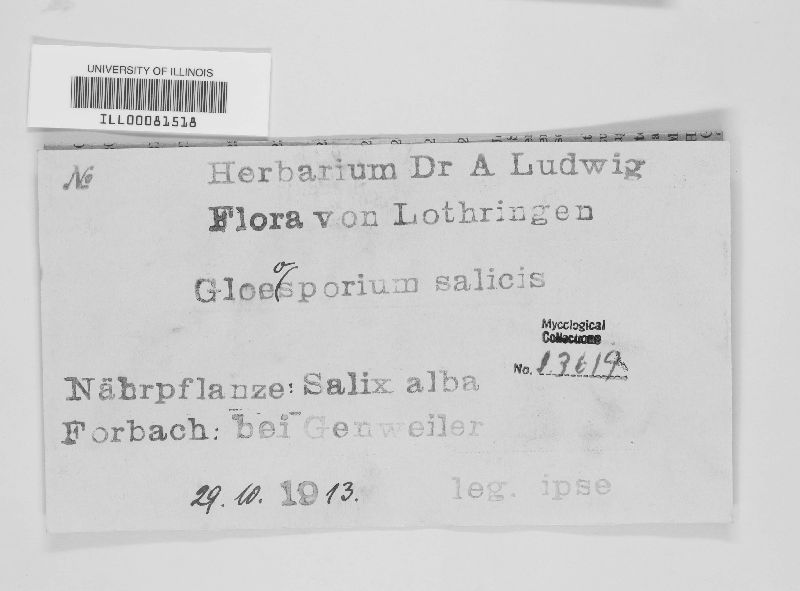 UNIVERSITY OF ILLINOIS
ILL00081518
№ Herbarium Dr A Ludwig
Flora von Lothringen
Gloeosporium salicis
Mycological
Collections
No.
Nährpflanze: Salix alba
Forbach: bei Genweiler
29. 10. 1913. leg. ipse